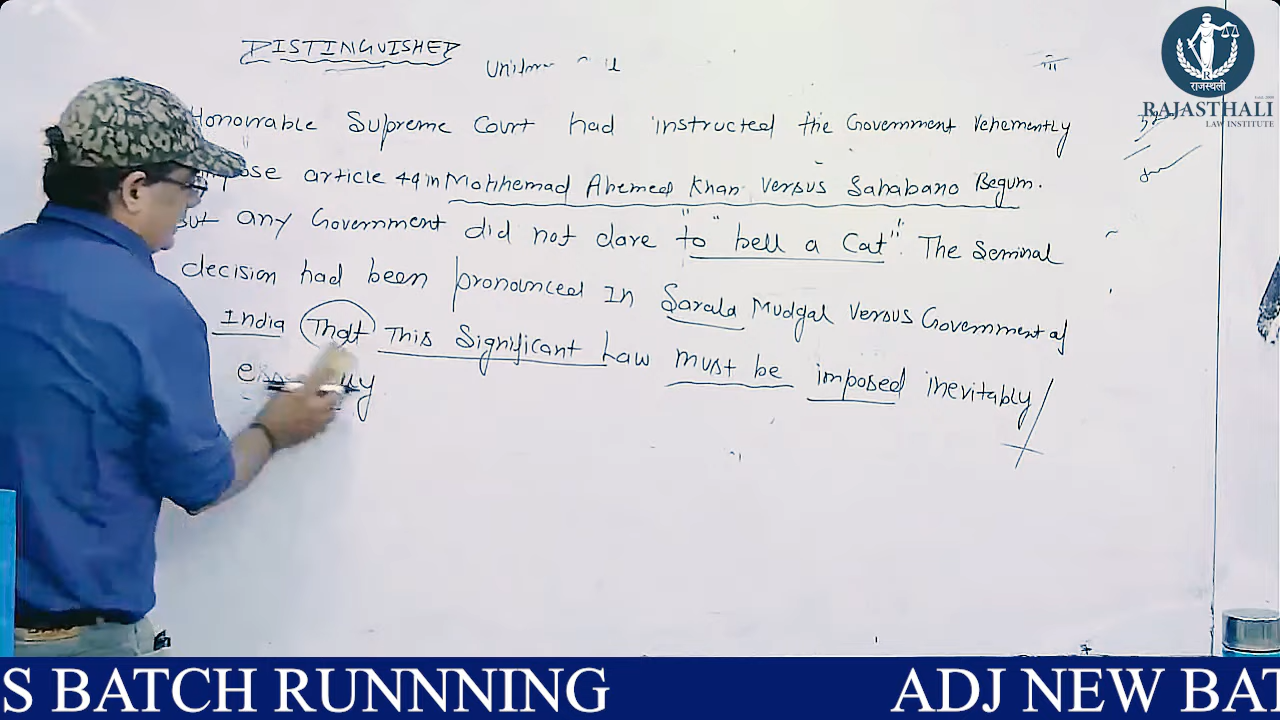 DISTINGUISHED
Honourable Supreme Court had instructed the Government Vehemently
article 44 in Mohhemad Ahemed Khan versus Sahabano Begum.
But any Government did not dare "to "bell a Cat". The Seminal
decision had been pronounced In Sarala Mudgal versus Government of
India That This Significant Law must be imposed inevitably/
राजस्थली
RAJASTHALI
LAW INSTITUTE
S BATCH RUNNNING ADJ NEW BAT